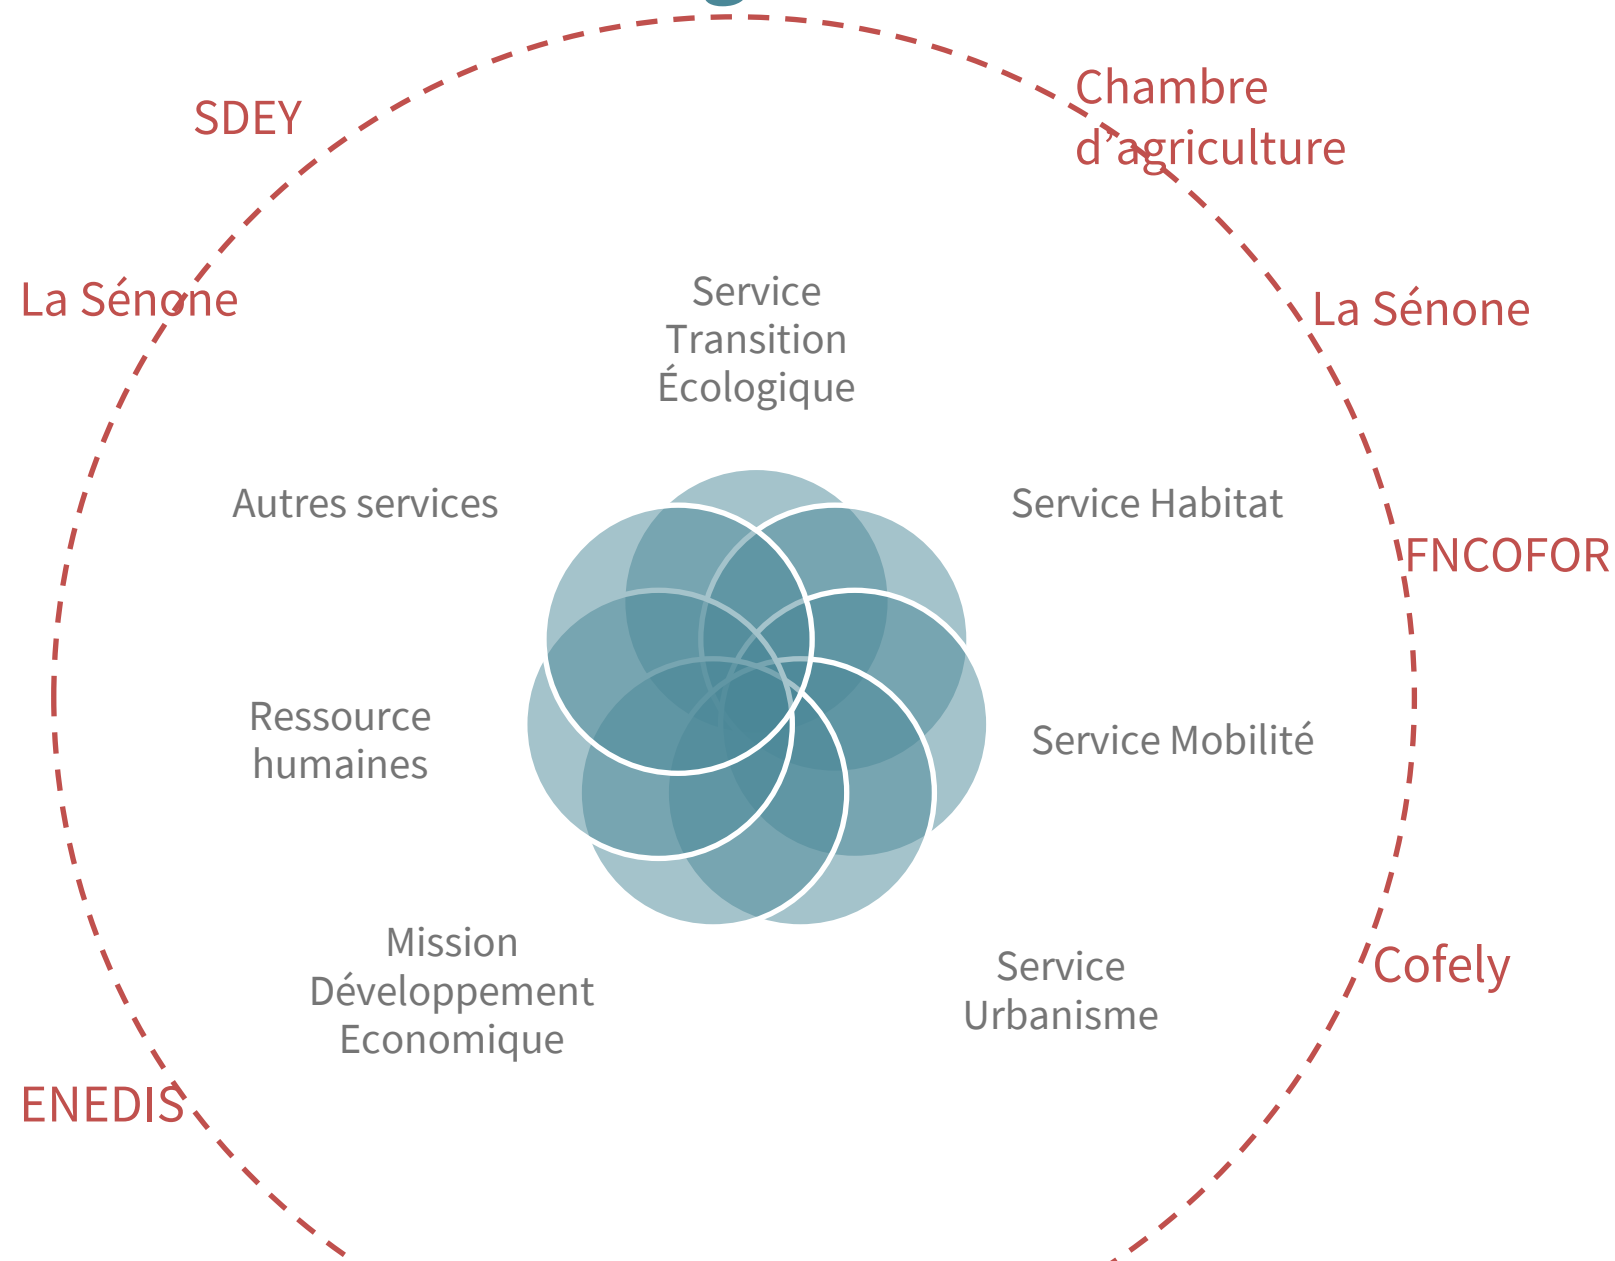 SDEY
Chambre
d’agriculture
La Sénone
La Sénone
Service
Transition
Écologique
Autres services
Service Habitat
FNCOFOR
Ressource
humaines
Service Mobilité
Mission
Développement
Economique
Service
Urbanisme
Cofely
ENEDIS